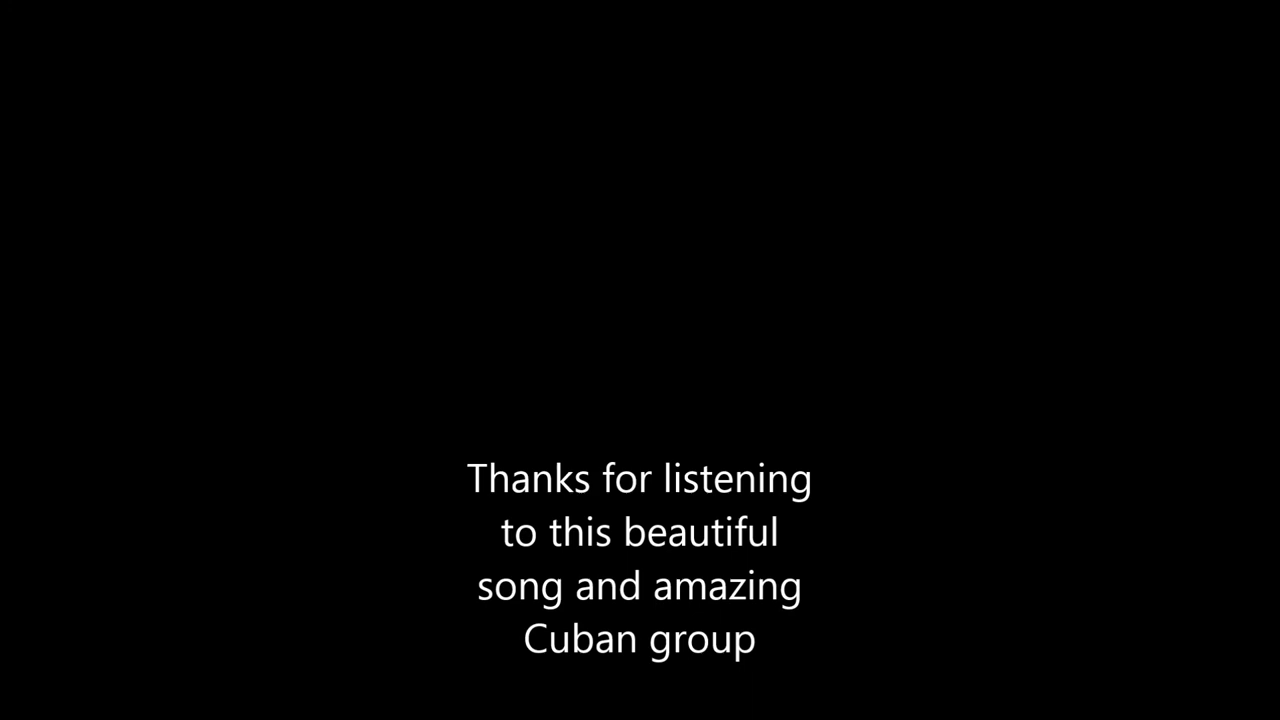 Thanks for listening
to this beautiful
song and amazing
Cuban group